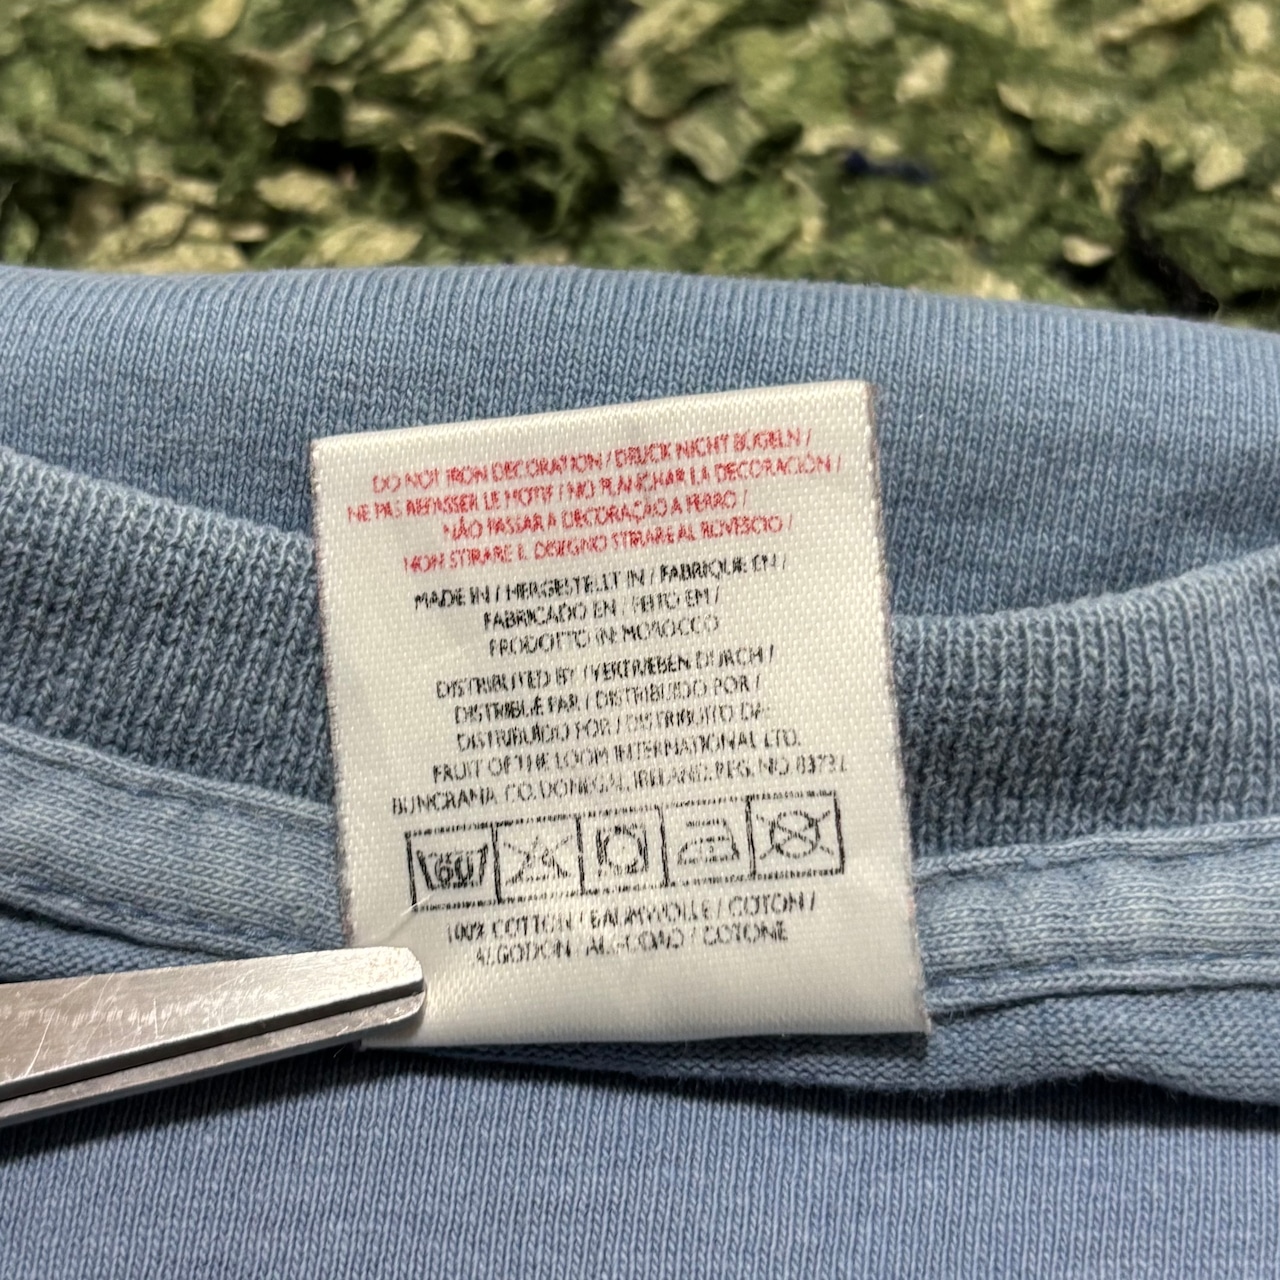 DO NOT IRON DECORATION / DRUCK NICHT BÜGELN /
NE PAS REPASSER LE MOTIF / NO PLANCHAR LA DECORACIÓN /
NÃO PASSAR A DECORAÇÃO A FERRO /
NON STIRARE IL DISEGNO STIRARE AL ROVESCIO /
MADE IN / HERGESTELLT IN / FABRIQUE EN /
FABRICADO EN / FEITO EM /
PRODOTTO IN: MOROCCO
DISTRIBUTED BY / VERTRIEBEN DURCH /
DISTRIBUÉ PAR / DISTRIBUIDO POR /
DISTRIBUIDO POR / DISTRIBUITO DA:
FRUIT OF THE LOOM INTERNATIONAL LTD.
BUNCRANA, CO. DONEGAL, IRELAND. REG. NO.
60
100% COTTON / BAUMWOLLE / COTON /
ALGODON / ALGODÃO / COTONE